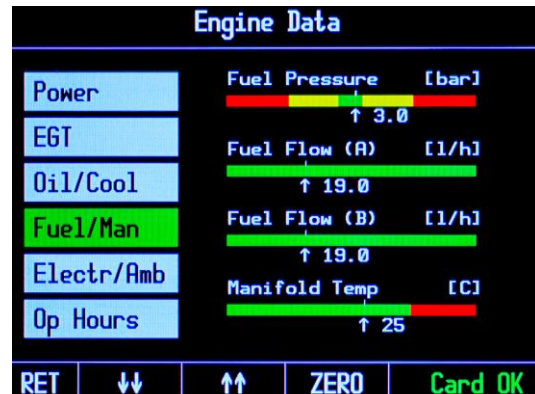 Engine Data
Power
EGT
Oil/Cool
Fuel/Man
Electr/Amb
Op Hours
Fuel Pressure [bar]
↑ 3.0
Fuel Flow (A) [l/h]
↑ 19.0
Fuel Flow (B) [l/h]
↑ 19.0
Manifold Temp [C]
↑ 25
RET ↓↓ ↑↑ ZERO Card OK